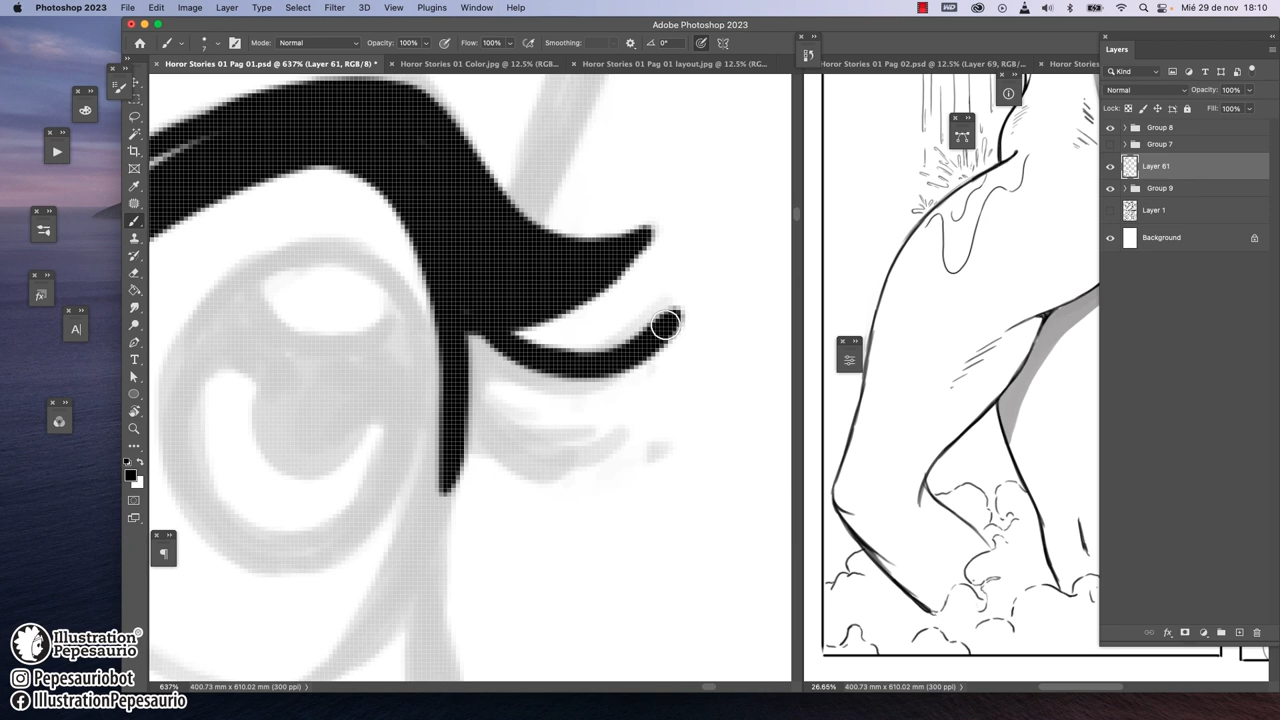 Photoshop 2023 File Edit Image Layer Type Select Filter 3D View Plugins Window Help Mié 29 de nov 18:10
Adobe Photoshop 2023
7 Mode: Normal Opacity: 100% Flow: 100% Smoothing: 0°
Horor Stories 01 Pag 01.psd @ 637% (Layer 61, RGB/8) * Horor Stories 01 Color.jpg @ 12.5% (RGB... Horor Stories 01 Pag 01 layout.jpg @ 12.5% (RG... Horor Stories 01 Pag 02.psd @ 12.5% (Layer 69, RGB/8)
Layers
Kind
Normal Opacity: 100%
Lock: Fill: 100%
Group 8
Group 7
Layer 61
Group 9
Layer 1
Background
Illustration
Pepesaurio
Pepesauriobot
IllustrationPepesaurio
637% 400.73 mm x 610.02 mm (300 ppi)
26.65% 400.73 mm x 610.02 mm (300 ppi)